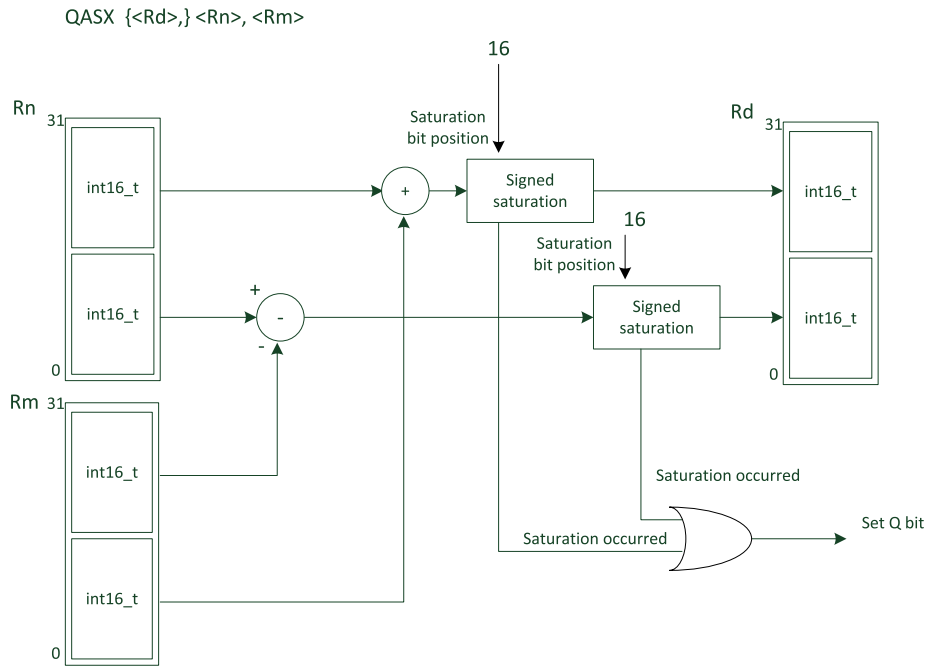 QASX {<Rd>,} <Rn>, <Rm>
16
Rn
31
Saturation
bit position
Rd
31
int16_t
+
Signed
saturation
int16_t
16
Saturation
bit position
+
int16_t
-
-
Signed
saturation
int16_t
0
0
Rm
31
int16_t
Saturation occurred
Set Q bit
Saturation occurred
int16_t
0